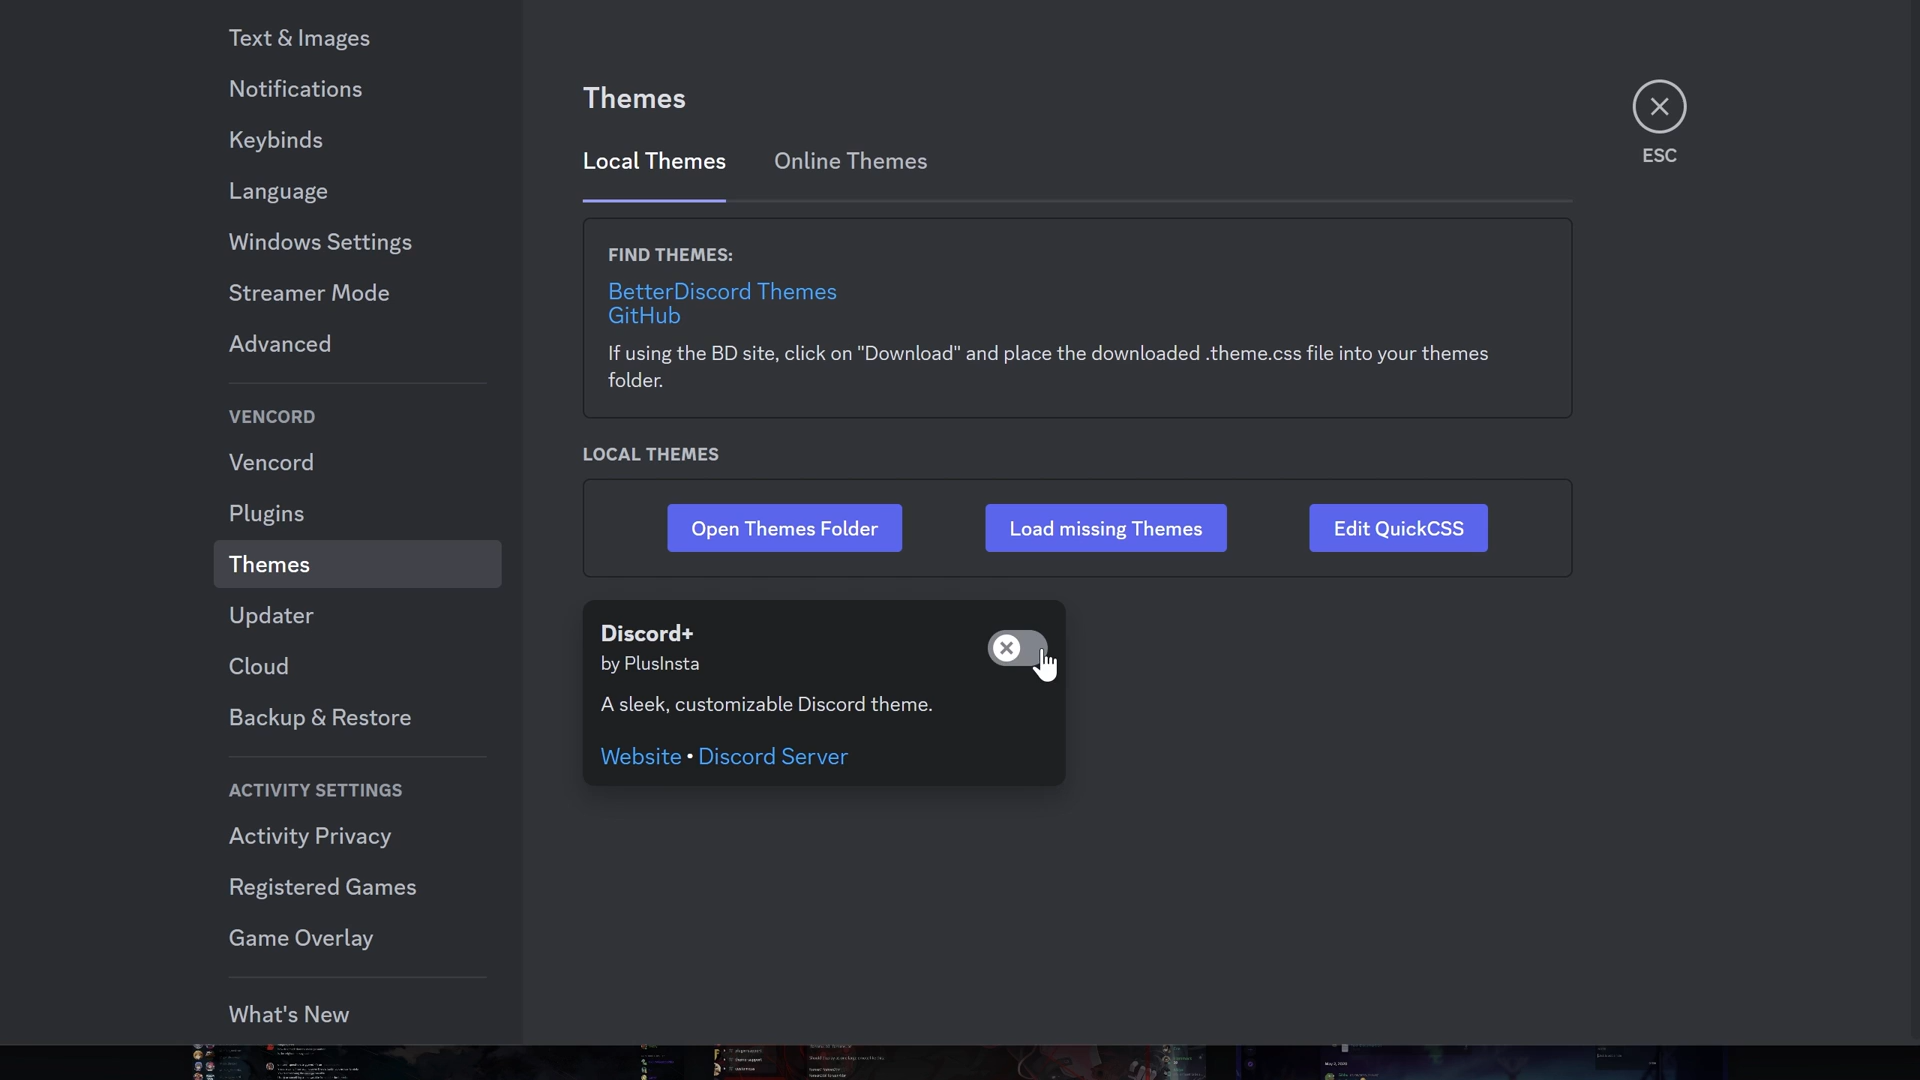 Text & Images
Notifications
Keybinds
Language
Windows Settings
Streamer Mode
Advanced
VENCORD
Vencord
Plugins
Themes
Updater
Cloud
Backup & Restore
ACTIVITY SETTINGS
Activity Privacy
Registered Games
Game Overlay
What's New
Themes
ESC
Local Themes
Online Themes
FIND THEMES:
BetterDiscord Themes
GitHub
If using the BD site, click on "Download" and place the downloaded .theme.css file into your themes
folder.
LOCAL THEMES
Open Themes Folder
Load missing Themes
Edit QuickCSS
Discord+
by PlusInsta
A sleek, customizable Discord theme.
Website • Discord Server